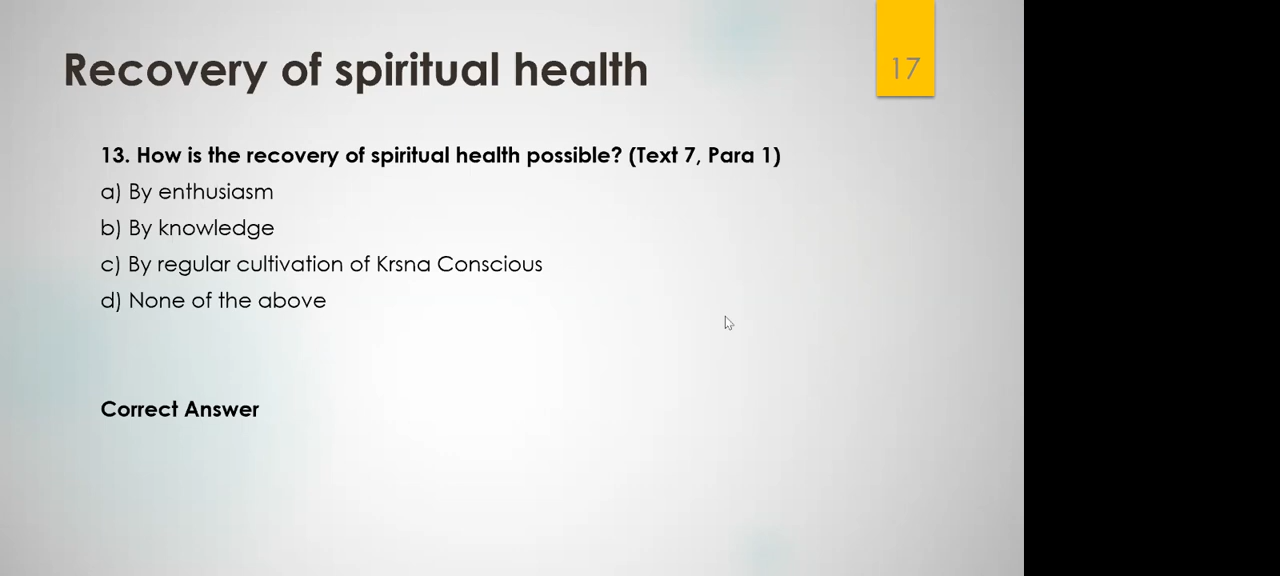 Recovery of spiritual health
17
13. How is the recovery of spiritual health possible? (Text 7, Para 1)
a) By enthusiasm
b) By knowledge
c) By regular cultivation of Krsna Conscious
d) None of the above
Correct Answer